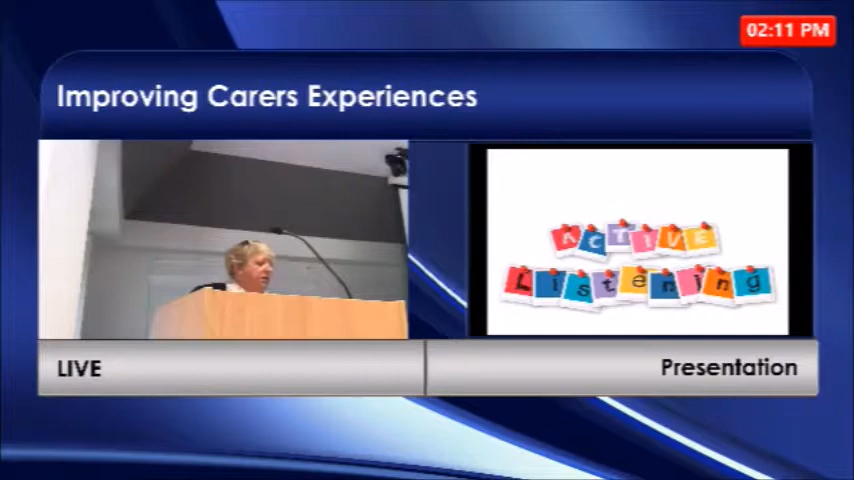 02:11 PM
Improving Carers Experiences
ACTIVE
Listening
LIVE
Presentation